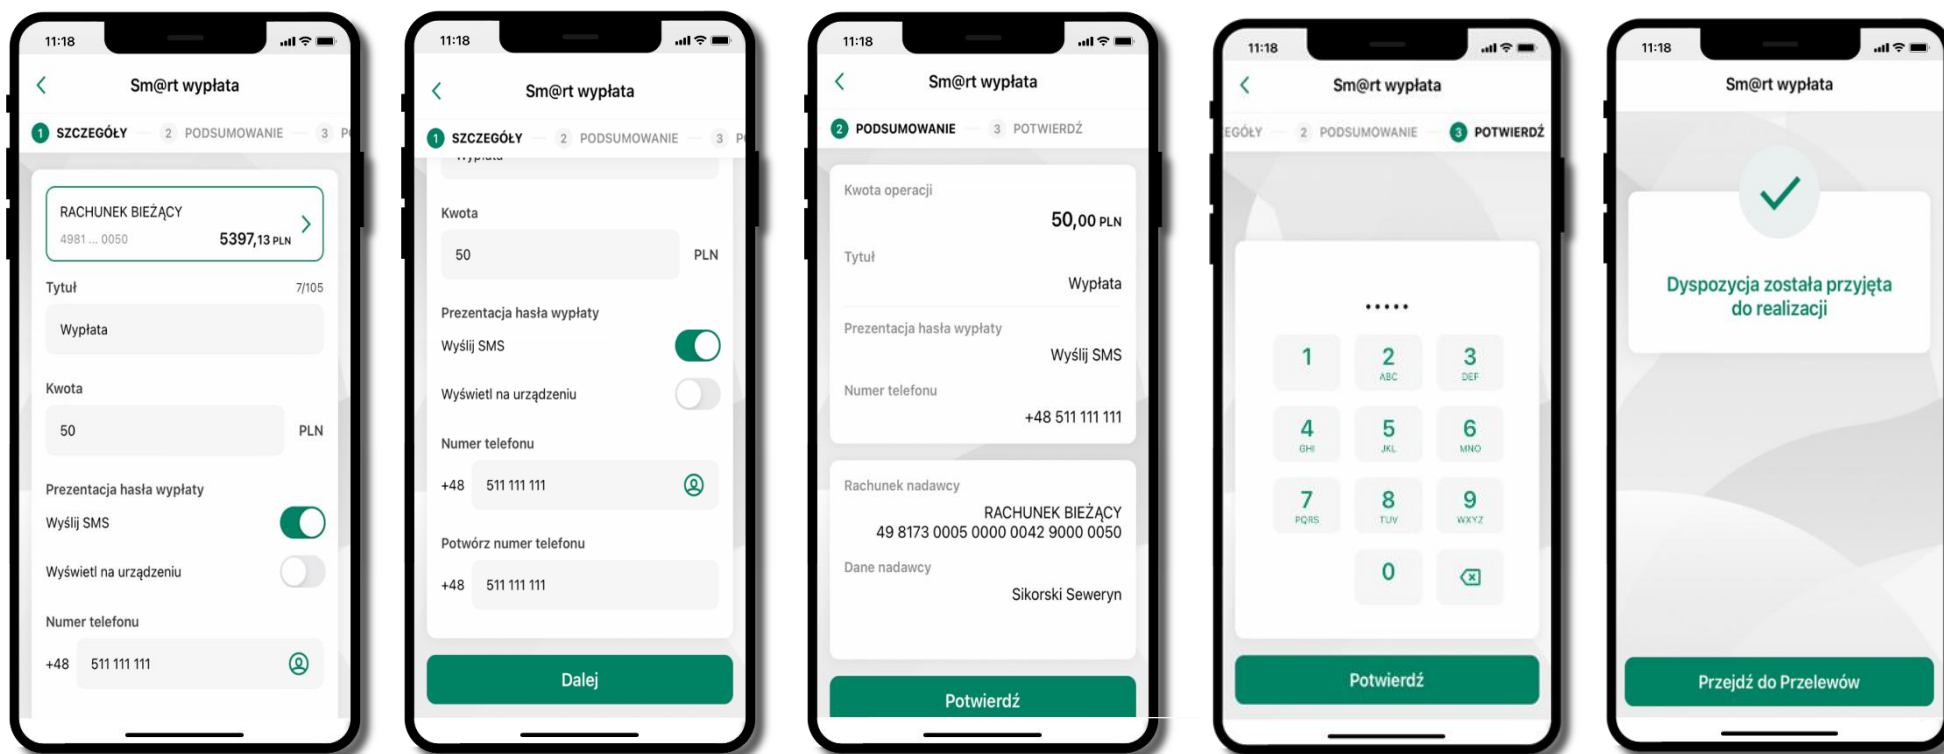 11:18
Sm@rt wypłata
1 SZCZEGÓŁY 2 PODSUMOWANIE 3
RACHUNEK BIEŻĄCY
4981 ... 0050 5397,13 PLN
Tytuł 7/105
Wypłata
Kwota
50 PLN
Prezentacja hasła wypłaty
Wyślij SMS
Wyświetl na urządzeniu
Numer telefonu
+48 511 111 111
11:18
Sm@rt wypłata
1 SZCZEGÓŁY 2 PODSUMOWANIE 3
Wypłata
Kwota
50 PLN
Prezentacja hasła wypłaty
Wyślij SMS
Wyświetl na urządzeniu
Numer telefonu
+48 511 111 111
Potwórz numer telefonu
+48 511 111 111
Dalej
11:18
Sm@rt wypłata
2 PODSUMOWANIE 3 POTWIERDŹ
Kwota operacji
50,00 PLN
Tytuł
Wypłata
Prezentacja hasła wypłaty
Wyślij SMS
Numer telefonu
+48 511 111 111
Rachunek nadawcy
RACHUNEK BIEŻĄCY
49 8173 0005 0000 0042 9000 0050
Dane nadawcy
Sikorski Seweryn
Potwierdź
11:18
Sm@rt wypłata
EGÓŁY 2 PODSUMOWANIE 3 POTWIERDŹ
1 2 3
ABC DEF
4 5 6
GHI JKL MNO
7 8 9
PQRS TUV WXYZ
0
Potwierdź
11:18
Sm@rt wypłata
Dyspozycja została przyjęta
do realizacji
Przejdź do Przelewów